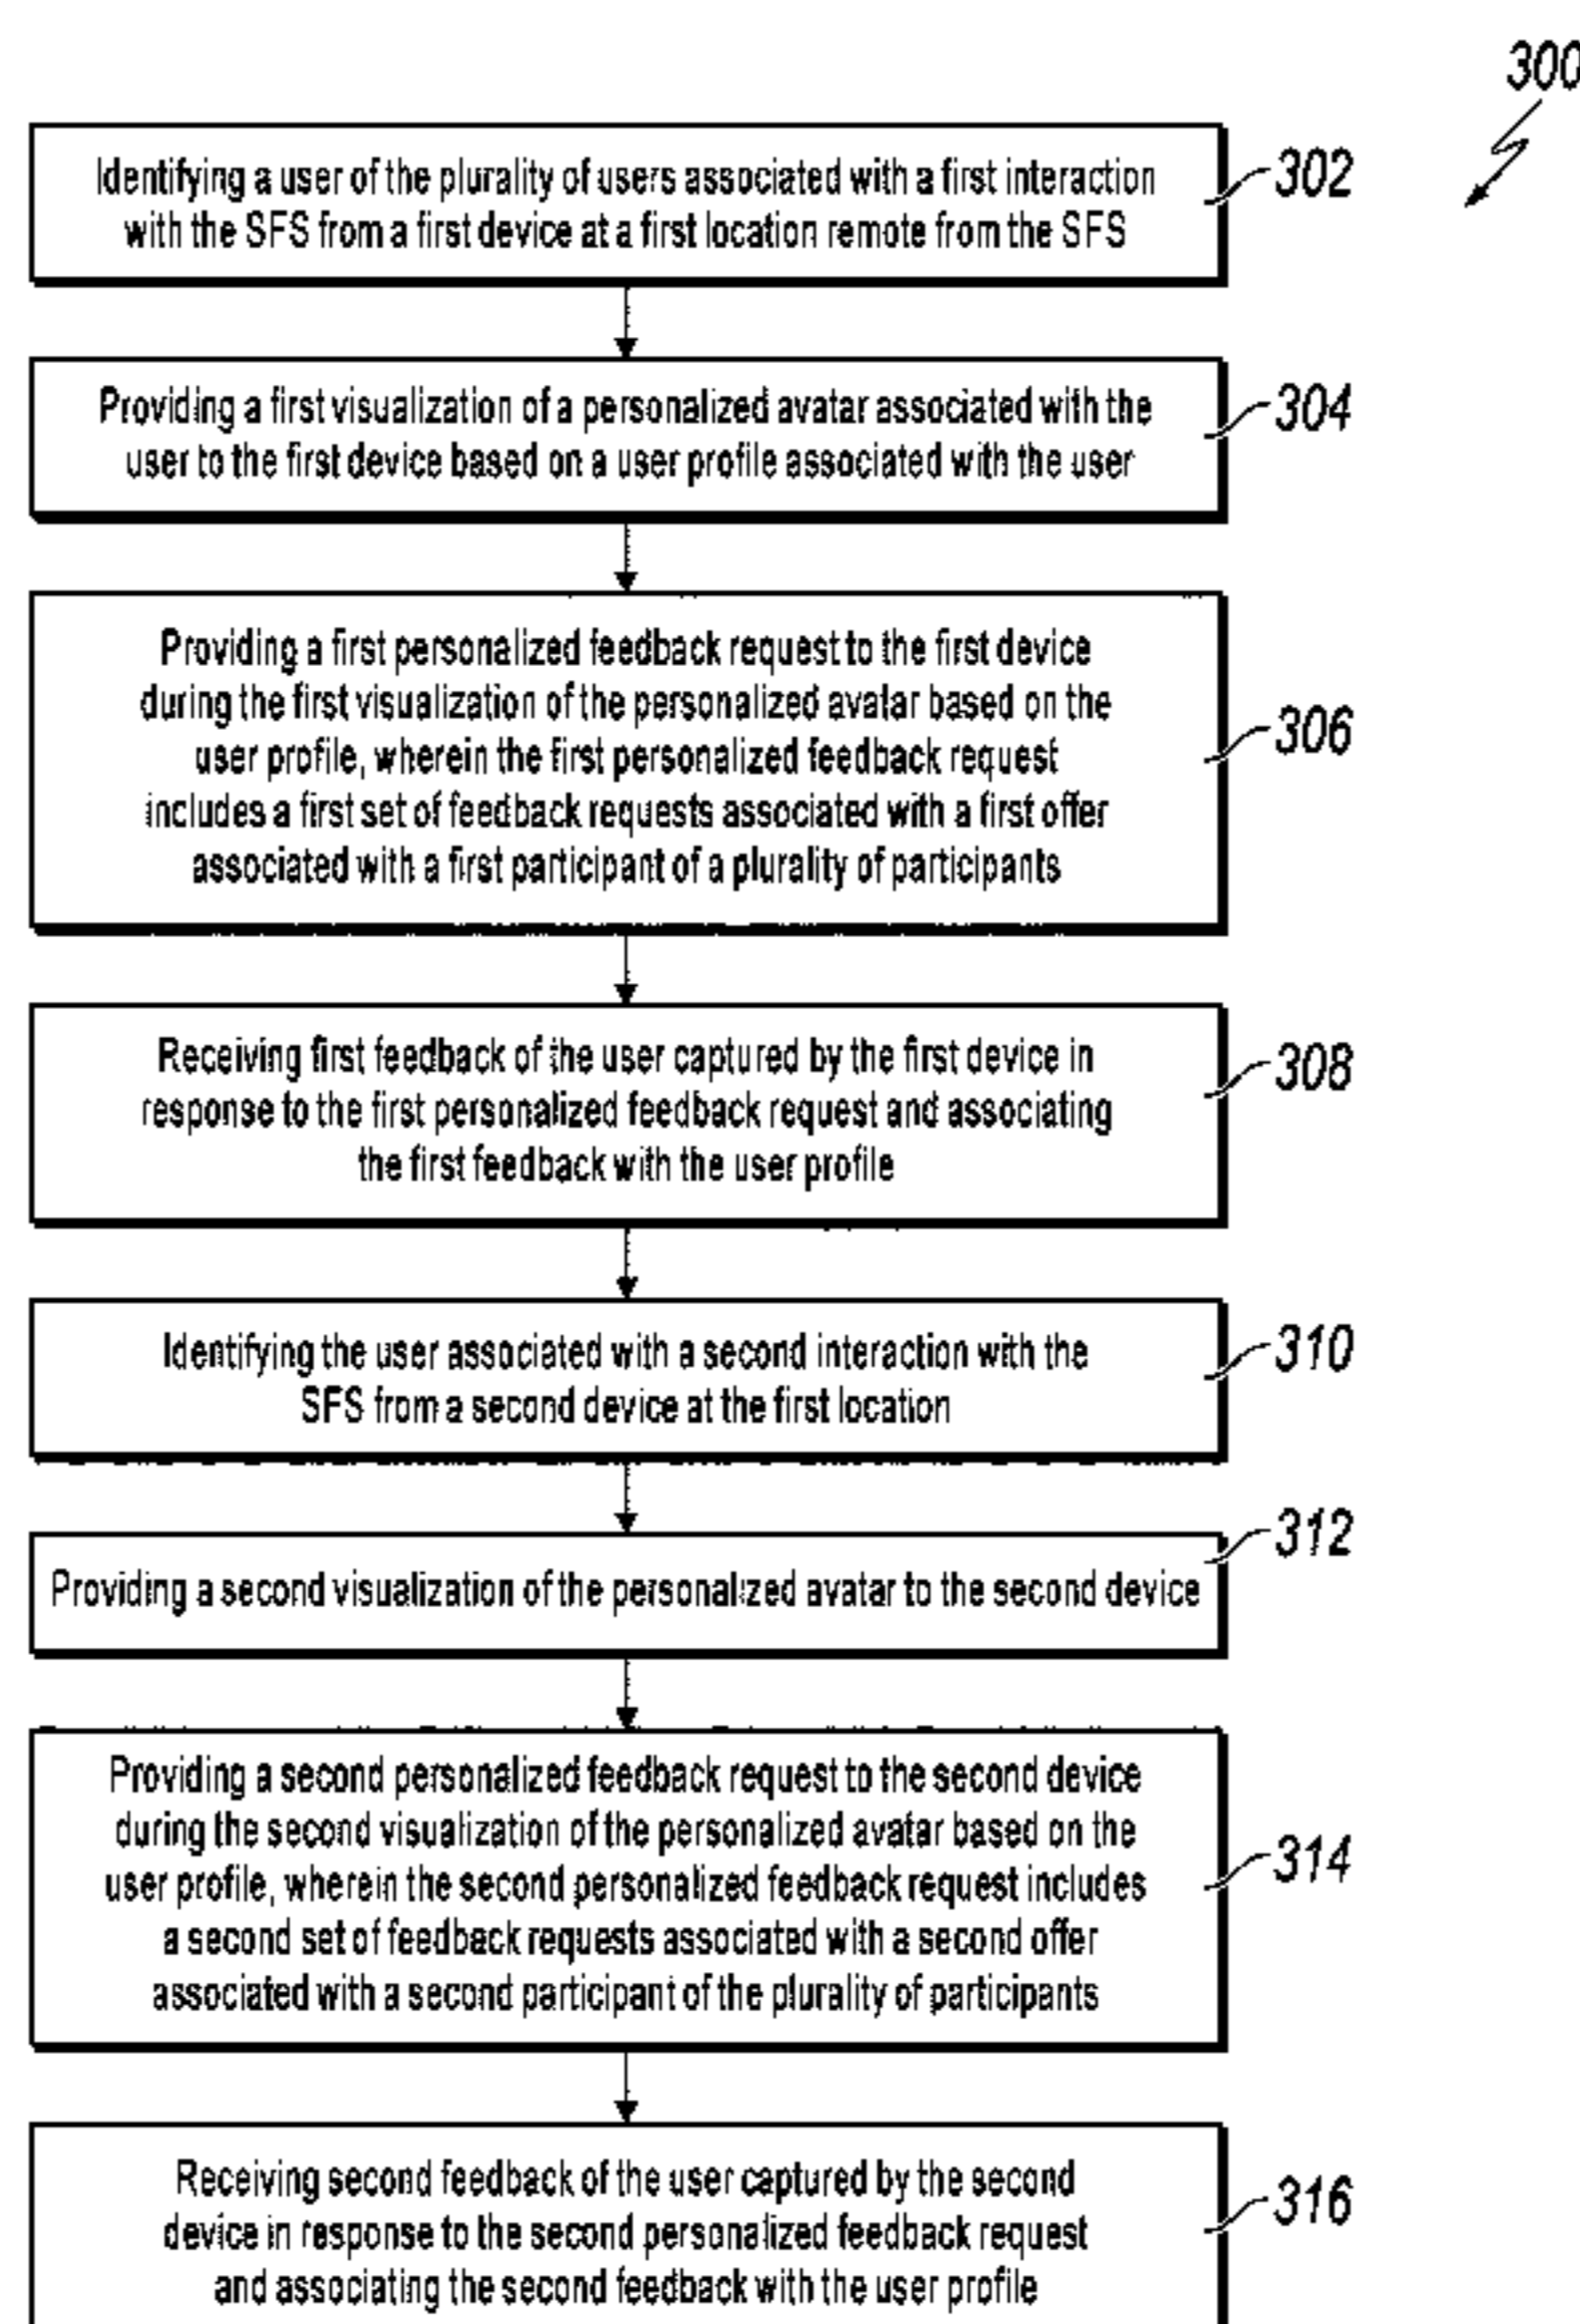 300
Identifying a user of the plurality of users associated with a first interaction
with the SFS from a first device at a first location remote from the SFS
302
Providing a first visualization of a personalized avatar associated with the
user to the first device based on a user profile associated with the user
304
Providing a first personalized feedback request to the first device
during the first visualization of the personalized avatar based on the
user profile, wherein the first personalized feedback request
includes a first set of feedback requests associated with a first offer
associated with a first participant of a plurality of participants
306
Receiving first feedback of the user captured by the first device in
response to the first personalized feedback request and associating
the first feedback with the user profile
308
Identifying the user associated with a second interaction with the
SFS from a second device at the first location
310
Providing a second visualization of the personalized avatar to the second device
312
Providing a second personalized feedback request to the second device
during the second visualization of the personalized avatar based on the
user profile, wherein the second personalized feedback request includes
a second set of feedback requests associated with a second offer
associated with a second participant of the plurality of participants
314
Receiving second feedback of the user captured by the second
device in response to the second personalized feedback request
and associating the second feedback with the user profile
316